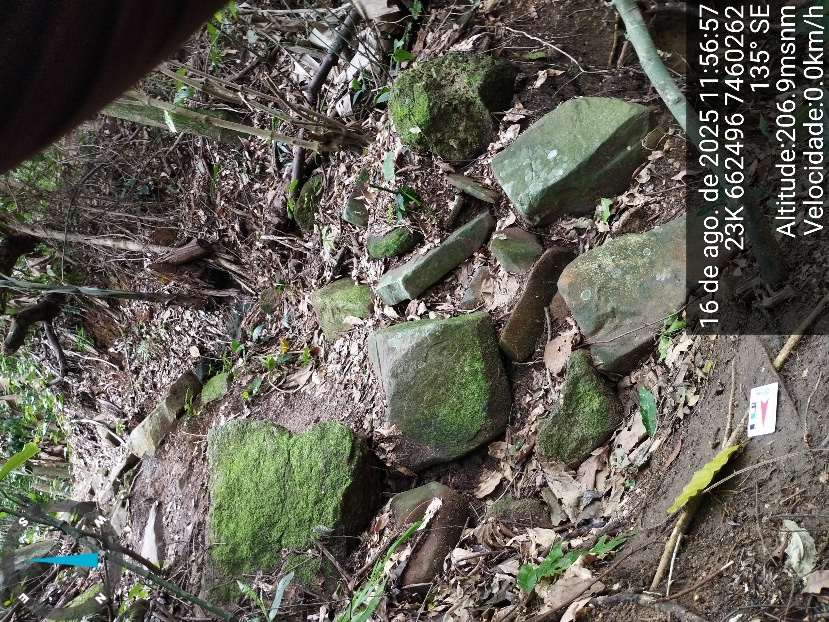 16 de ago. de 2025 11:56:57
23K 662496 7460262
135° SE
Altitude:206.9msnm
Velocidade:0.0km/h